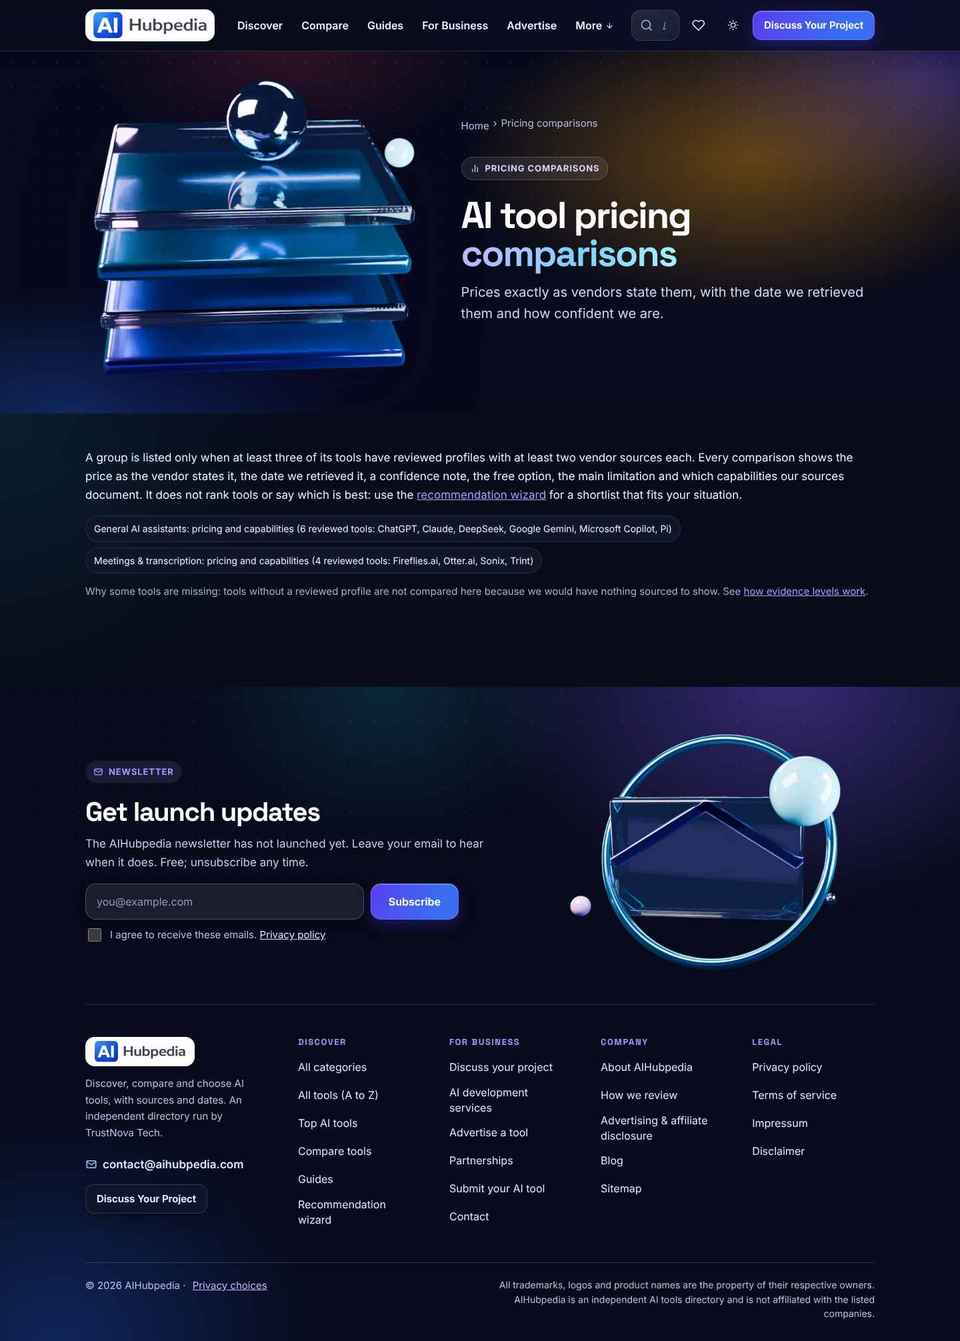 AI Hubpedia
Discover
Compare
Guides
For Business
Advertise
More ↓
/
Discuss Your Project
Home › Pricing comparisons
PRICING COMPARISONS
AI tool pricing
comparisons
Prices exactly as vendors state them, with the date we retrieved
them and how confident we are.
A group is listed only when at least three of its tools have reviewed profiles with at least two vendor sources each. Every comparison shows the
price as the vendor states it, the date we retrieved it, a confidence note, the free option, the main limitation and which capabilities our sources
document. It does not rank tools or say which is best: use the recommendation wizard for a shortlist that fits your situation.
General AI assistants: pricing and capabilities (6 reviewed tools: ChatGPT, Claude, DeepSeek, Google Gemini, Microsoft Copilot, Pi)
Meetings & transcription: pricing and capabilities (4 reviewed tools: Fireflies.ai, Otter.ai, Sonix, Trint)
Why some tools are missing: tools without a reviewed profile are not compared here because we would have nothing sourced to show. See how evidence levels work.
NEWSLETTER
Get launch updates
The AIHubpedia newsletter has not launched yet. Leave your email to hear
when it does. Free; unsubscribe any time.
you@example.com
Subscribe
I agree to receive these emails. Privacy policy
AI Hubpedia
Discover, compare and choose AI
tools, with sources and dates. An
independent directory run by
TrustNova Tech.
contact@aihubpedia.com
Discuss Your Project
DISCOVER
All categories
All tools (A to Z)
Top AI tools
Compare tools
Guides
Recommendation
wizard
FOR BUSINESS
Discuss your project
AI development
services
Advertise a tool
Partnerships
Submit your AI tool
Contact
COMPANY
About AIHubpedia
How we review
Advertising & affiliate
disclosure
Blog
Sitemap
LEGAL
Privacy policy
Terms of service
Impressum
Disclaimer
© 2026 AIHubpedia · Privacy choices
All trademarks, logos and product names are the property of their respective owners.
AIHubpedia is an independent AI tools directory and is not affiliated with the listed
companies.